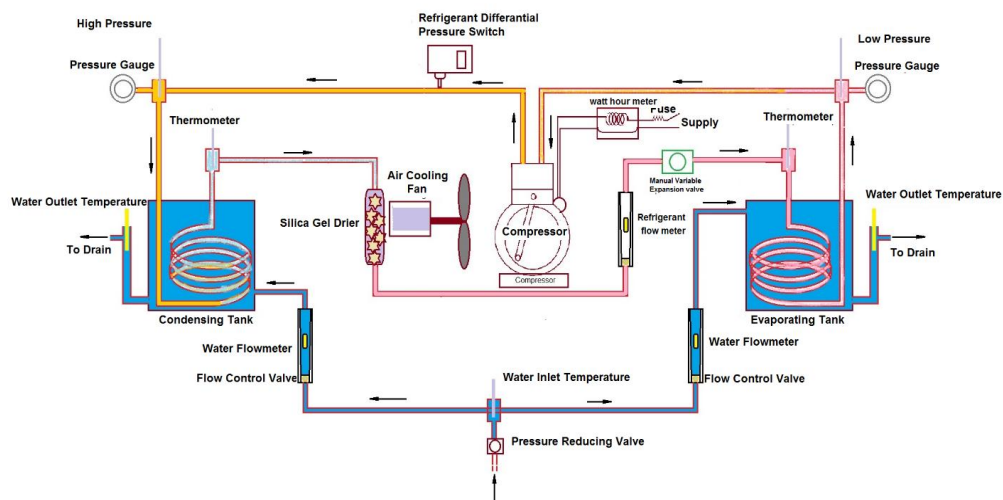 Refrigerant Differantial
Pressure Switch
High Pressure
Low Pressure
Pressure Gauge
Pressure Gauge
watt hour meter
Fuse
Supply
Thermometer
Thermometer
Air Cooling
Fan
Manual Variable
Expansion valve
Water Outlet Temperature
Water Outlet Temperature
Silica Gel Drier
Refrigerant
flow meter
Compressor
To Drain
To Drain
Compressor
Condensing Tank
Evaporating Tank
Water Flowmeter
Water Flowmeter
Flow Control Valve
Water Inlet Temperature
Flow Control Valve
Pressure Reducing Valve